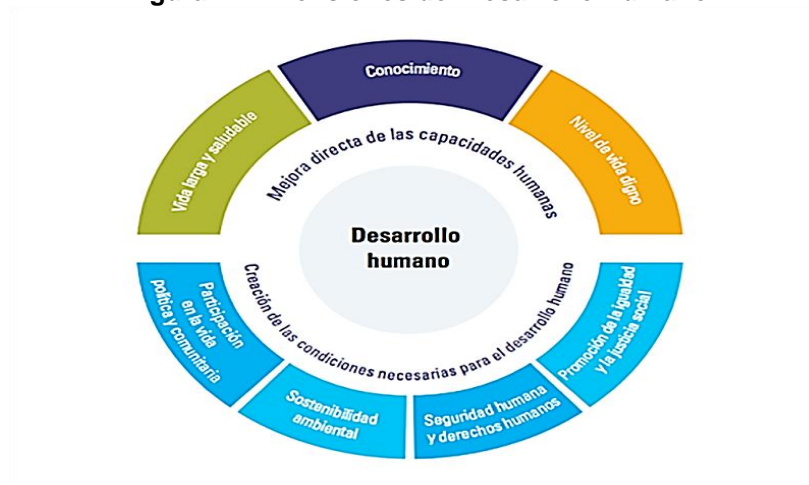 Conocimiento
Vida larga y saludable
Nivel de vida digno
Mejora directa de las capacidades humanas
Desarrollo
humano
Creación de las condiciones necesarias para el desarrollo humano
Participación
en la vida
política y comunitaria
Sostenibilidad
ambiental
Seguridad humana
y derechos humanos
Promoción de la igualdad
y la justicia social